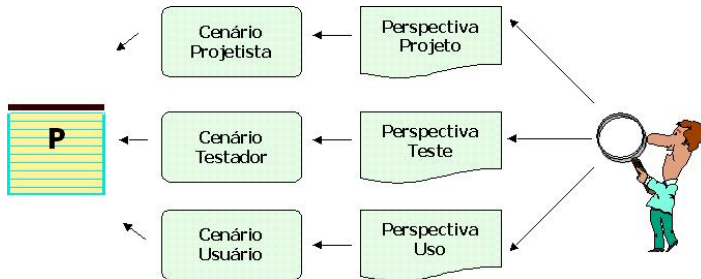 Cenário
Projetista
Perspectiva
Projeto
P
Cenário
Testador
Perspectiva
Teste
Cenário
Usuário
Perspectiva
Uso